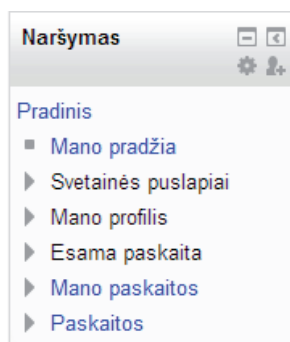 Naršymas
Pradinis
Mano pradžia
Svetainės puslapiai
Mano profilis
Esama paskaita
Mano paskaitos
Paskaitos